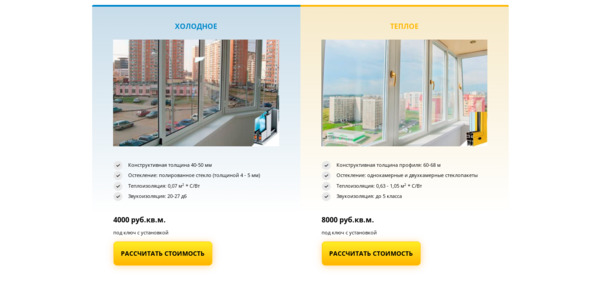 ХОЛОДНОЕ
Конструктивная толщина 40-50 мм
Остекление: полированное стекло (толщиной 4 - 5 мм)
Теплоизоляция: 0,07 м² * С/Вт
Звукоизоляция: 20-27 дб
4000 руб.кв.м.
под ключ с установкой
РАССЧИТАТЬ СТОИМОСТЬ
ТЕПЛОЕ
Конструктивная толщина профиля: 60-68 м
Остекление: однокамерные и двухкамерные стеклопакеты
Теплоизоляция: 0,63 - 1,05 м² * С/Вт
Звукоизоляция: до 5 класса
8000 руб.кв.м.
под ключ с установкой
РАССЧИТАТЬ СТОИМОСТЬ